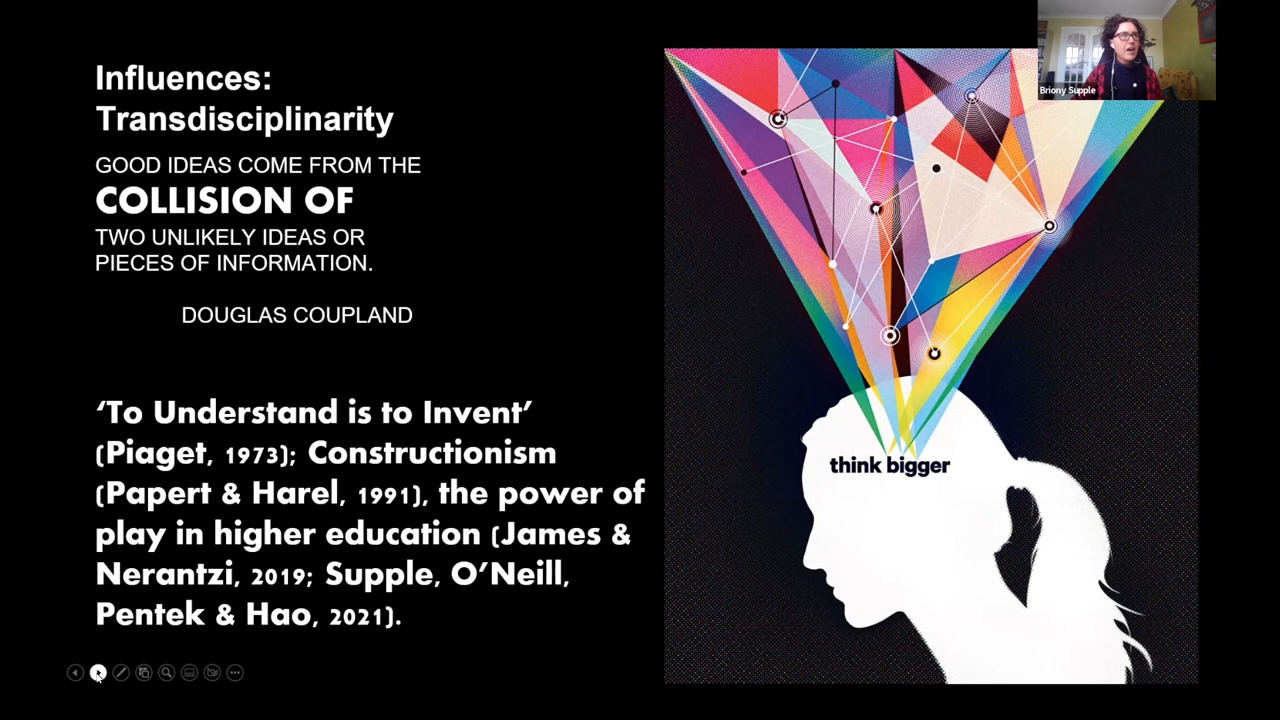 Influences:
Transdisciplinarity
GOOD IDEAS COME FROM THE
COLLISION OF
TWO UNLIKELY IDEAS OR
PIECES OF INFORMATION.
DOUGLAS COUPLAND
‘To Understand is to Invent’
(Piaget, 1973); Constructionism
(Papert & Harel, 1991), the power of
play in higher education (James &
Nerantzi, 2019; Supple, O’Neill,
Pentek & Hao, 2021).
think bigger
Briony Supple